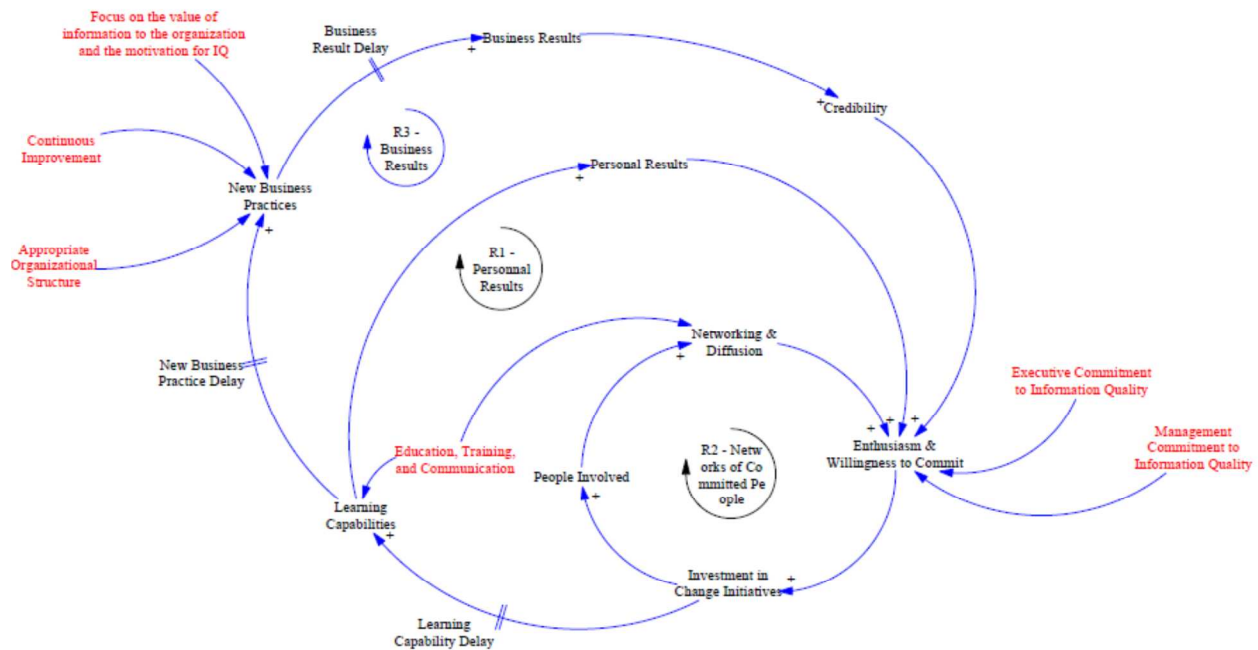 Focus on the value of
information to the organization
and the motivation for IQ
Business
Result Delay
+
Business Results
+
Credibility
R3 -
Business
Results
Continuous
Improvement
Personal Results
+
New Business
Practices
+
R1 -
Personnal
Results
Appropriate
Organizational
Structure
Networking &
Diffusion
+
New Business
Practice Delay
Executive Commitment
to Information Quality
+
+
+
Education, Training,
and Communication
R2 - Netw
orks of Co
mmitted Pe
ople
Enthusiasm &
Willingness to Commit
Management
Commitment to
Information Quality
People Involved
+
Learning
Capabilities
+
Investment in
Change Initiatives
+
Learning
Capability Delay